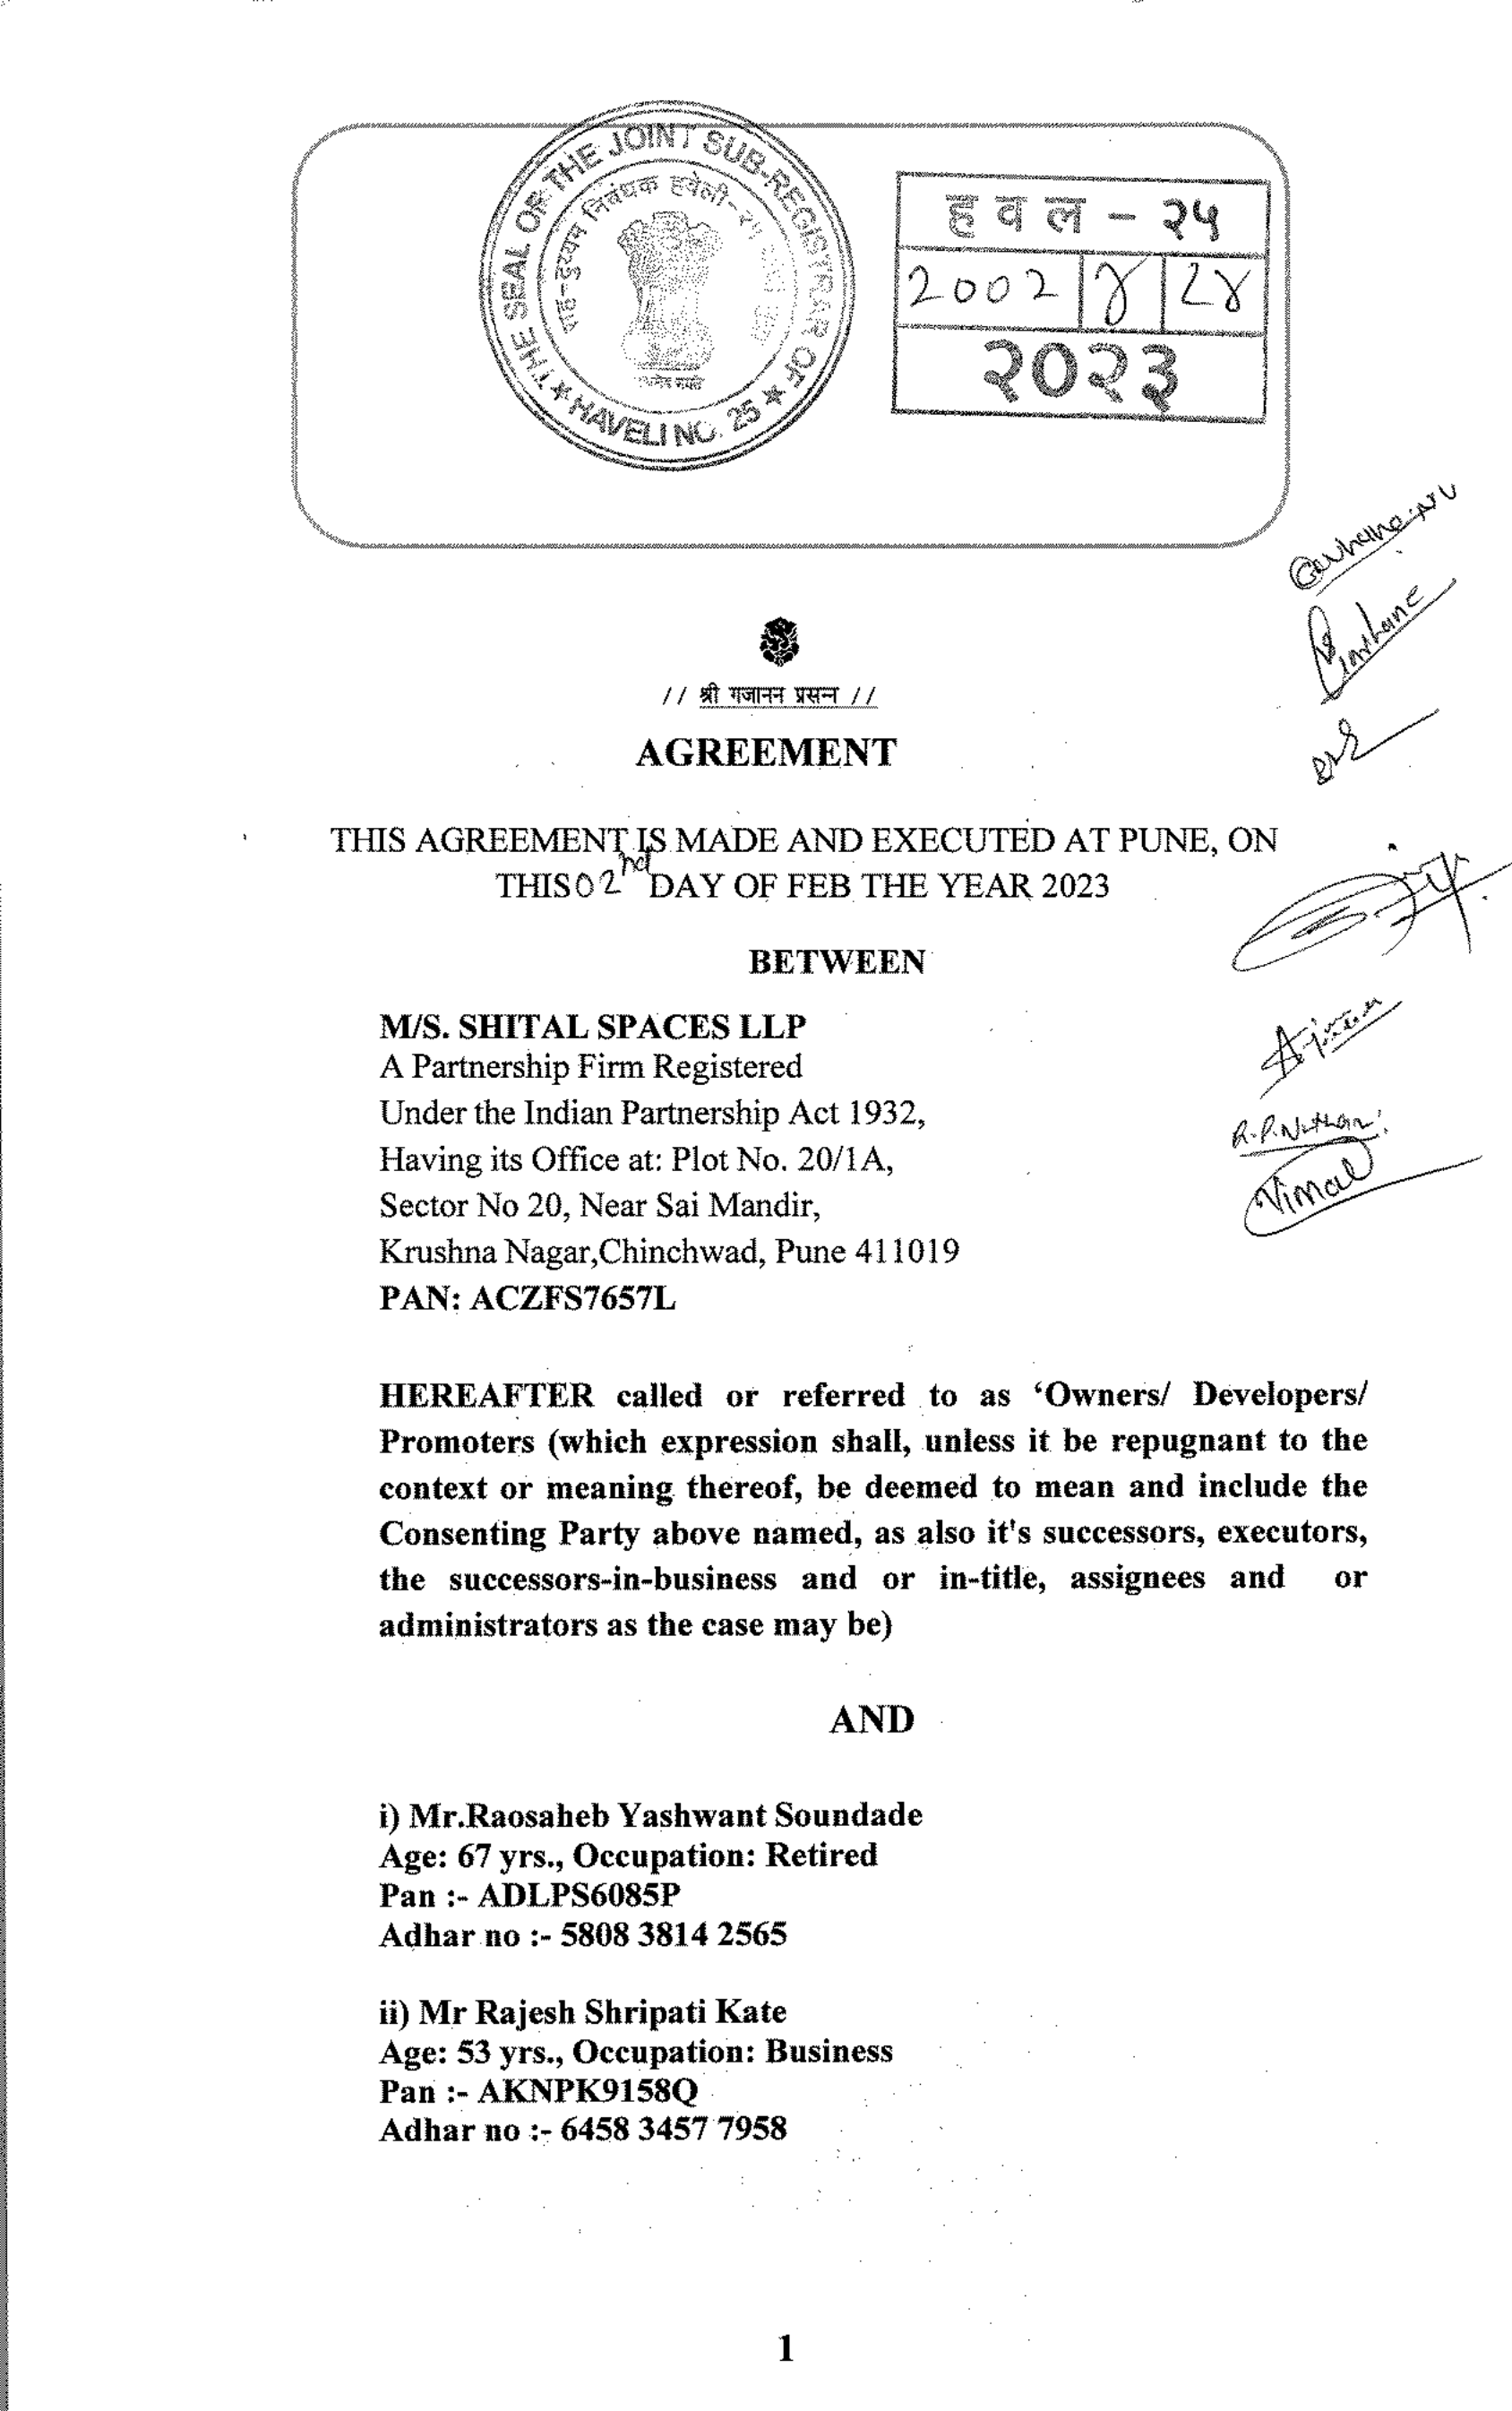 THE SEAL OF THE JOINT SUB-REGISTRAR OF
सह-दुय्यम निबंधक हवेली-२५
★ HAVELI NO. 25 ★
हवल - २५
2002 | ४ | ८४
२०२३
// श्री गजानन प्रसन्न //
AGREEMENT
THIS AGREEMENT IS MADE AND EXECUTED AT PUNE, ON
THIS 02nd DAY OF FEB THE YEAR 2023
BETWEEN
M/S. SHITAL SPACES LLP
A Partnership Firm Registered
Under the Indian Partnership Act 1932,
Having its Office at: Plot No. 20/1A,
Sector No 20, Near Sai Mandir,
Krushna Nagar,Chinchwad, Pune 411019
PAN: ACZFS7657L
R.P.Nathan
Vimal
HEREAFTER called or referred to as ‘Owners/ Developers/
Promoters (which expression shall, unless it be repugnant to the
context or meaning thereof, be deemed to mean and include the
Consenting Party above named, as also it's successors, executors,
the successors-in-business and or in-title, assignees and or
administrators as the case may be)
AND
i) Mr.Raosaheb Yashwant Soundade
Age: 67 yrs., Occupation: Retired
Pan :- ADLPS6085P
Adhar no :- 5808 3814 2565
ii) Mr Rajesh Shripati Kate
Age: 53 yrs., Occupation: Business
Pan :- AKNPK9158Q
Adhar no :- 6458 3457 7958
1